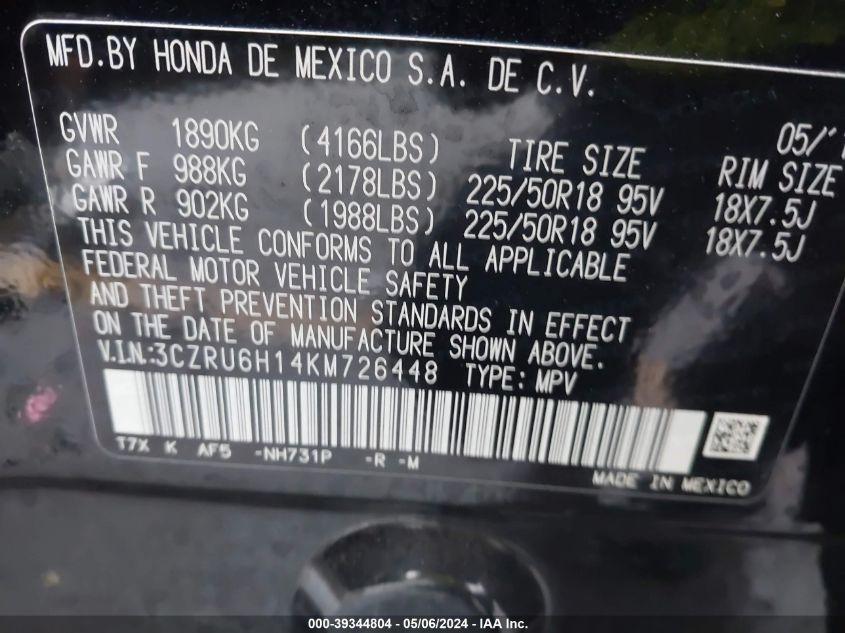 MFD.BY HONDA DE MEXICO S.A. DE C.V.
05/'1
GVWR 1890KG (4166LBS) TIRE SIZE RIM SIZE
GAWR F 988KG (2178LBS) 225/50R18 95V 18X7.5J
GAWR R 902KG (1988LBS) 225/50R18 95V 18X7.5J
THIS VEHICLE CONFORMS TO ALL APPLICABLE
FEDERAL MOTOR VEHICLE SAFETY
AND THEFT PREVENTION STANDARDS IN EFFECT
ON THE DATE OF MANUFACTURE SHOWN ABOVE.
V.I.N:3CZRU6H14KM726448 TYPE: MPV
T7X K AF5 -NH731P -R -M
MADE IN MEXICO
000-39344804 - 05/06/2024 - IAA Inc.